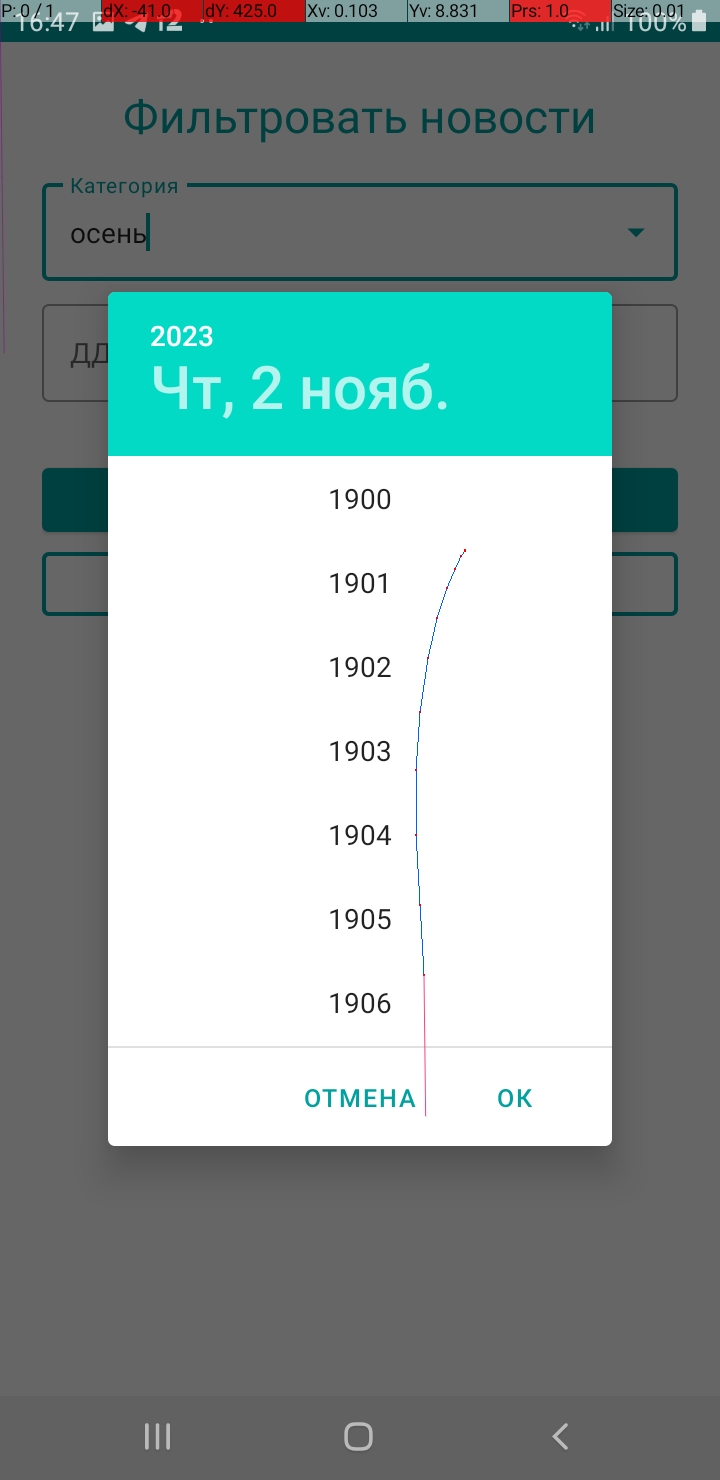 P: 0 / 1 dX: -41.0 dY: 425.0 Xv: 0.103 Yv: 8.831 Prs: 1.0 Size: 0.01
16:47 12 100%
Фильтровать новости
Категория
осень
ДД
2023
Чт, 2 нояб.
1900
1901
1902
1903
1904
1905
1906
ОТМЕНА ОК